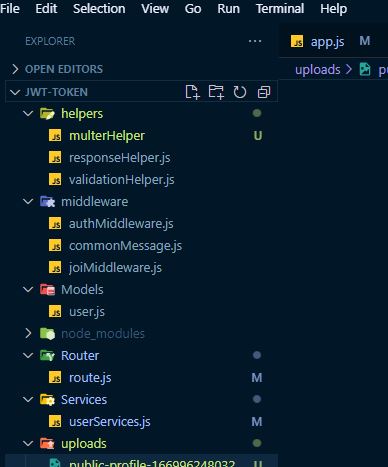 File Edit Selection View Go Run Terminal Help
EXPLORER ...
app.js M
OPEN EDITORS
uploads >
JWT-TOKEN
helpers
JS multerHelper U
JS responseHelper.js
JS validationHelper.js
middleware
JS authMiddleware.js
JS commonMessage.js
JS joiMiddleware.js
Models
JS user.js
node_modules
Router
JS route.js M
Services
JS userServices.js M
uploads
public-profile-166996248032 U